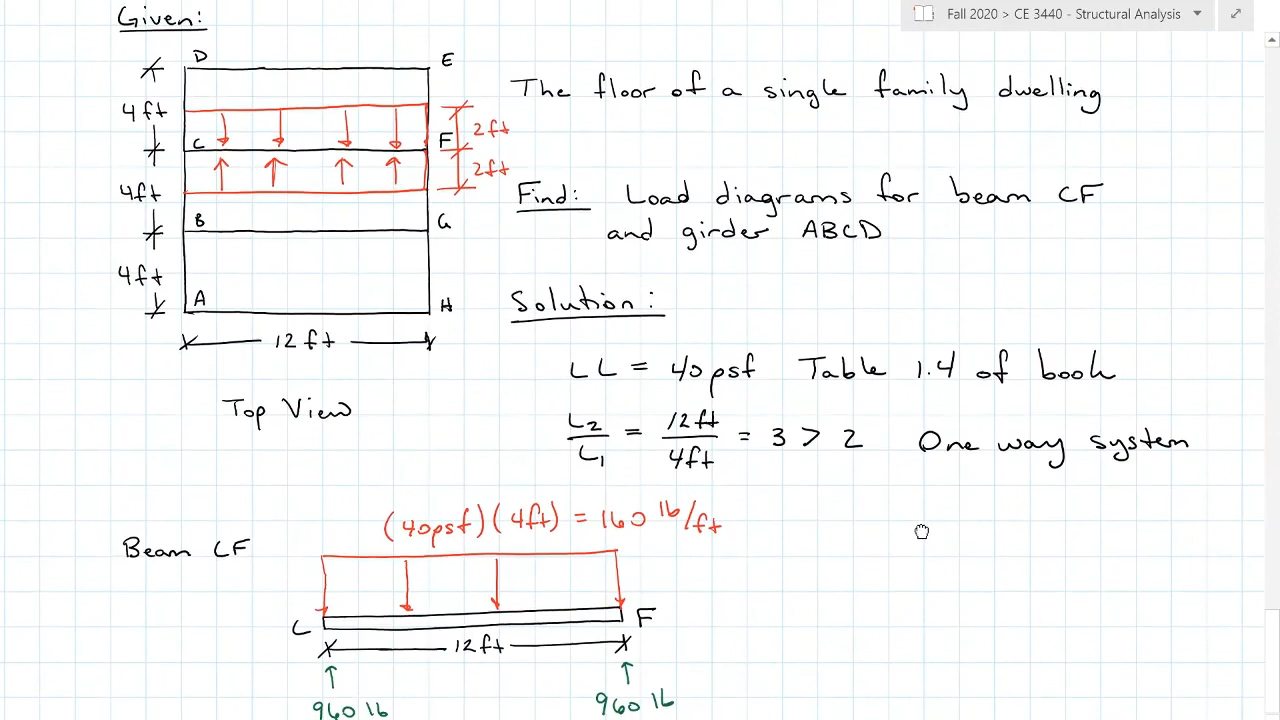 Given:
Fall 2020 > CE 3440 - Structural Analysis
D
E
4ft
2ft
C
F
2ft
4ft
B
G
4ft
A
H
12 ft
Top View
The floor of a single family dwelling
Find: Load diagrams for beam CF
and girder ABCD
Solution:
LL = 40psf Table 1.4 of book
L2/L1 = 12ft/4ft = 3 > 2 One way system
(40psf)(4ft) = 160 lb/ft
Beam CF
C
F
12ft
960 lb
960 lb